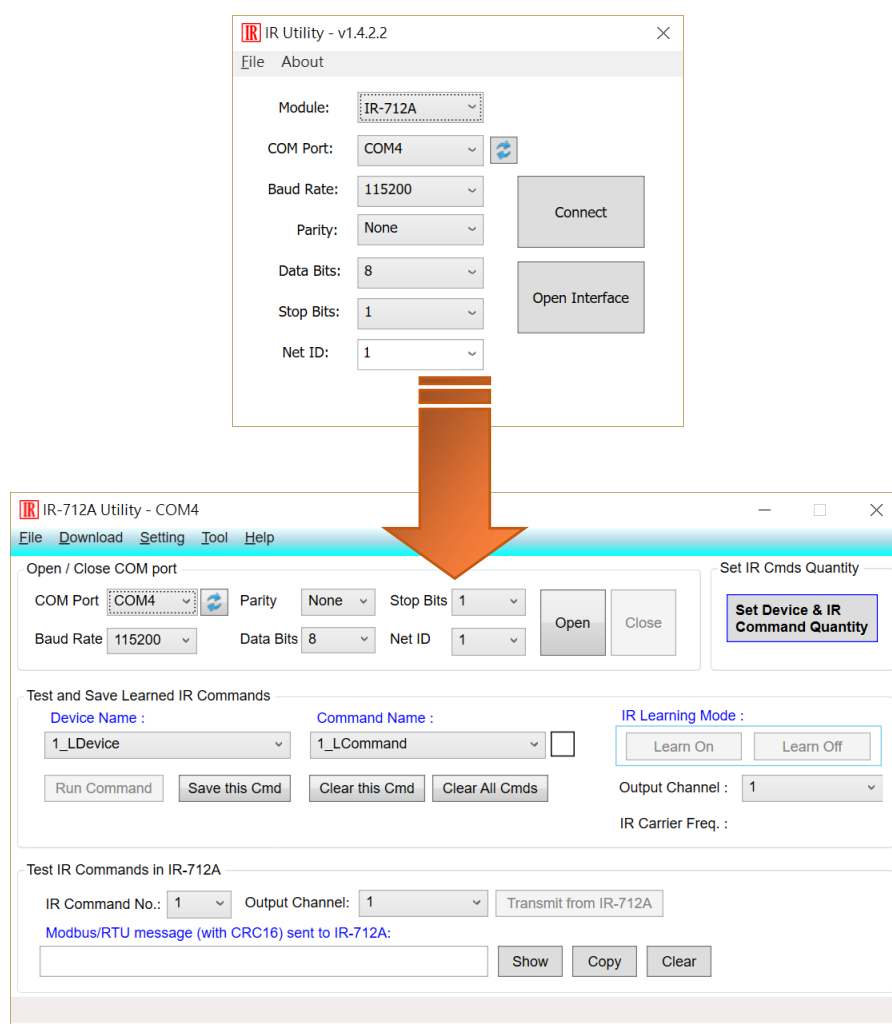 IR IR Utility - v1.4.2.2
File About
Module: IR-712A
COM Port: COM4
Baud Rate: 115200
Connect
Parity: None
Data Bits: 8
Open Interface
Stop Bits: 1
Net ID: 1
IR IR-712A Utility - COM4
File Download Setting Tool Help
Open / Close COM port
Set IR Cmds Quantity
COM Port COM4 Parity None Stop Bits 1
Open Close
Set Device & IR
Command Quantity
Baud Rate 115200 Data Bits 8 Net ID 1
Test and Save Learned IR Commands
Device Name : Command Name : IR Learning Mode :
1_LDevice 1_LCommand Learn On Learn Off
Run Command Save this Cmd Clear this Cmd Clear All Cmds Output Channel : 1
IR Carrier Freq. :
Test IR Commands in IR-712A
IR Command No.: 1 Output Channel: 1 Transmit from IR-712A
Modbus/RTU message (with CRC16) sent to IR-712A:
Show Copy Clear